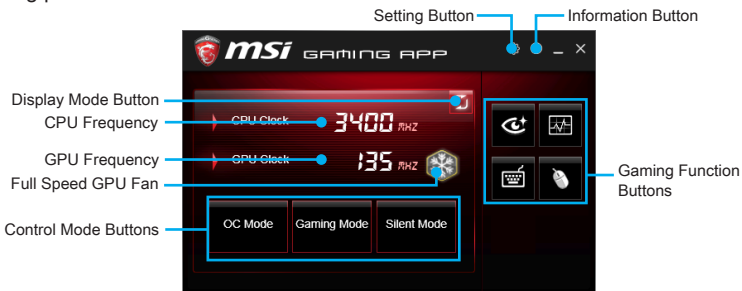 Setting Button
Information Button
msi GAMING APP
Display Mode Button
CPU Clock 3400 MHZ
CPU Frequency
GPU Frequency
GPU Clock 135 MHZ
Full Speed GPU Fan
Gaming Function
Buttons
Control Mode Buttons
OC Mode
Gaming Mode
Silent Mode